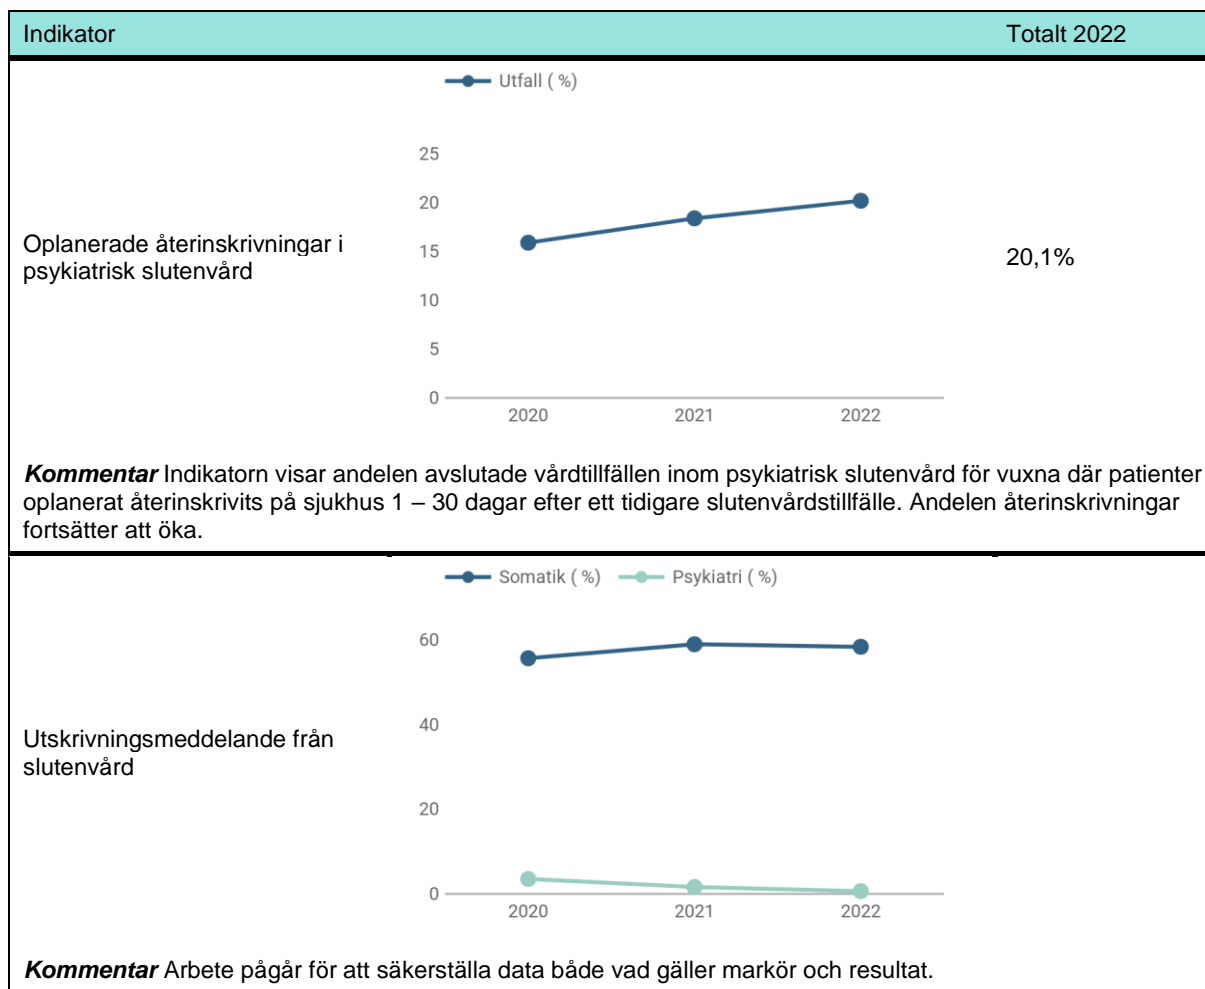 Indikator Totalt 2022
Utfall ( %)
25
20
15
10
5
0
2020 2021 2022
Oplanerade återinskrivningar i
psykiatrisk slutenvård
20,1%
Kommentar Indikatorn visar andelen avslutade vårdtillfällen inom psykiatrisk slutenvård för vuxna där patienter
oplanerat återinskrivits på sjukhus 1 – 30 dagar efter ett tidigare slutenvårdstillfälle. Andelen återinskrivningar
fortsätter att öka.
Somatik ( %) Psykiatri ( %)
60
40
20
0
2020 2021 2022
Utskrivningsmeddelande från
slutenvård
Kommentar Arbete pågår för att säkerställa data både vad gäller markör och resultat.